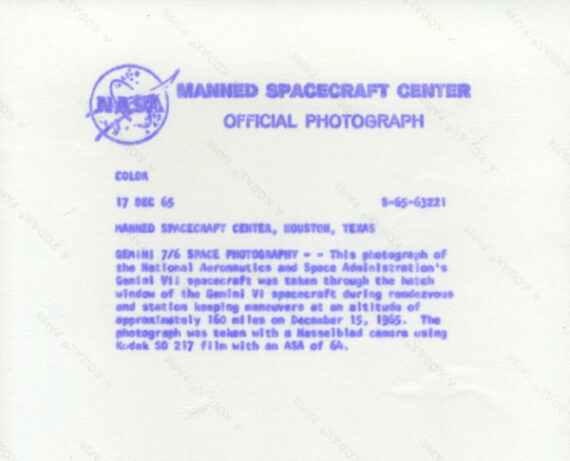 NASA
MANNED SPACECRAFT CENTER
OFFICIAL PHOTOGRAPH
COLOR
17 DEC 65 S-65-63221
MANNED SPACECRAFT CENTER, HOUSTON, TEXAS
GEMINI 7/6 SPACE PHOTOGRAPHY - - This photograph of
the National Aeronautics and Space Administration's
Gemini VII spacecraft was taken through the hatch
window of the Gemini VI spacecraft during rendezvous
and station keeping maneuvers at an altitude of
approximately 160 miles on December 15, 1965. The
photograph was taken with a Hasselblad camera using
Kodak SO 217 film with an ASA of 64.